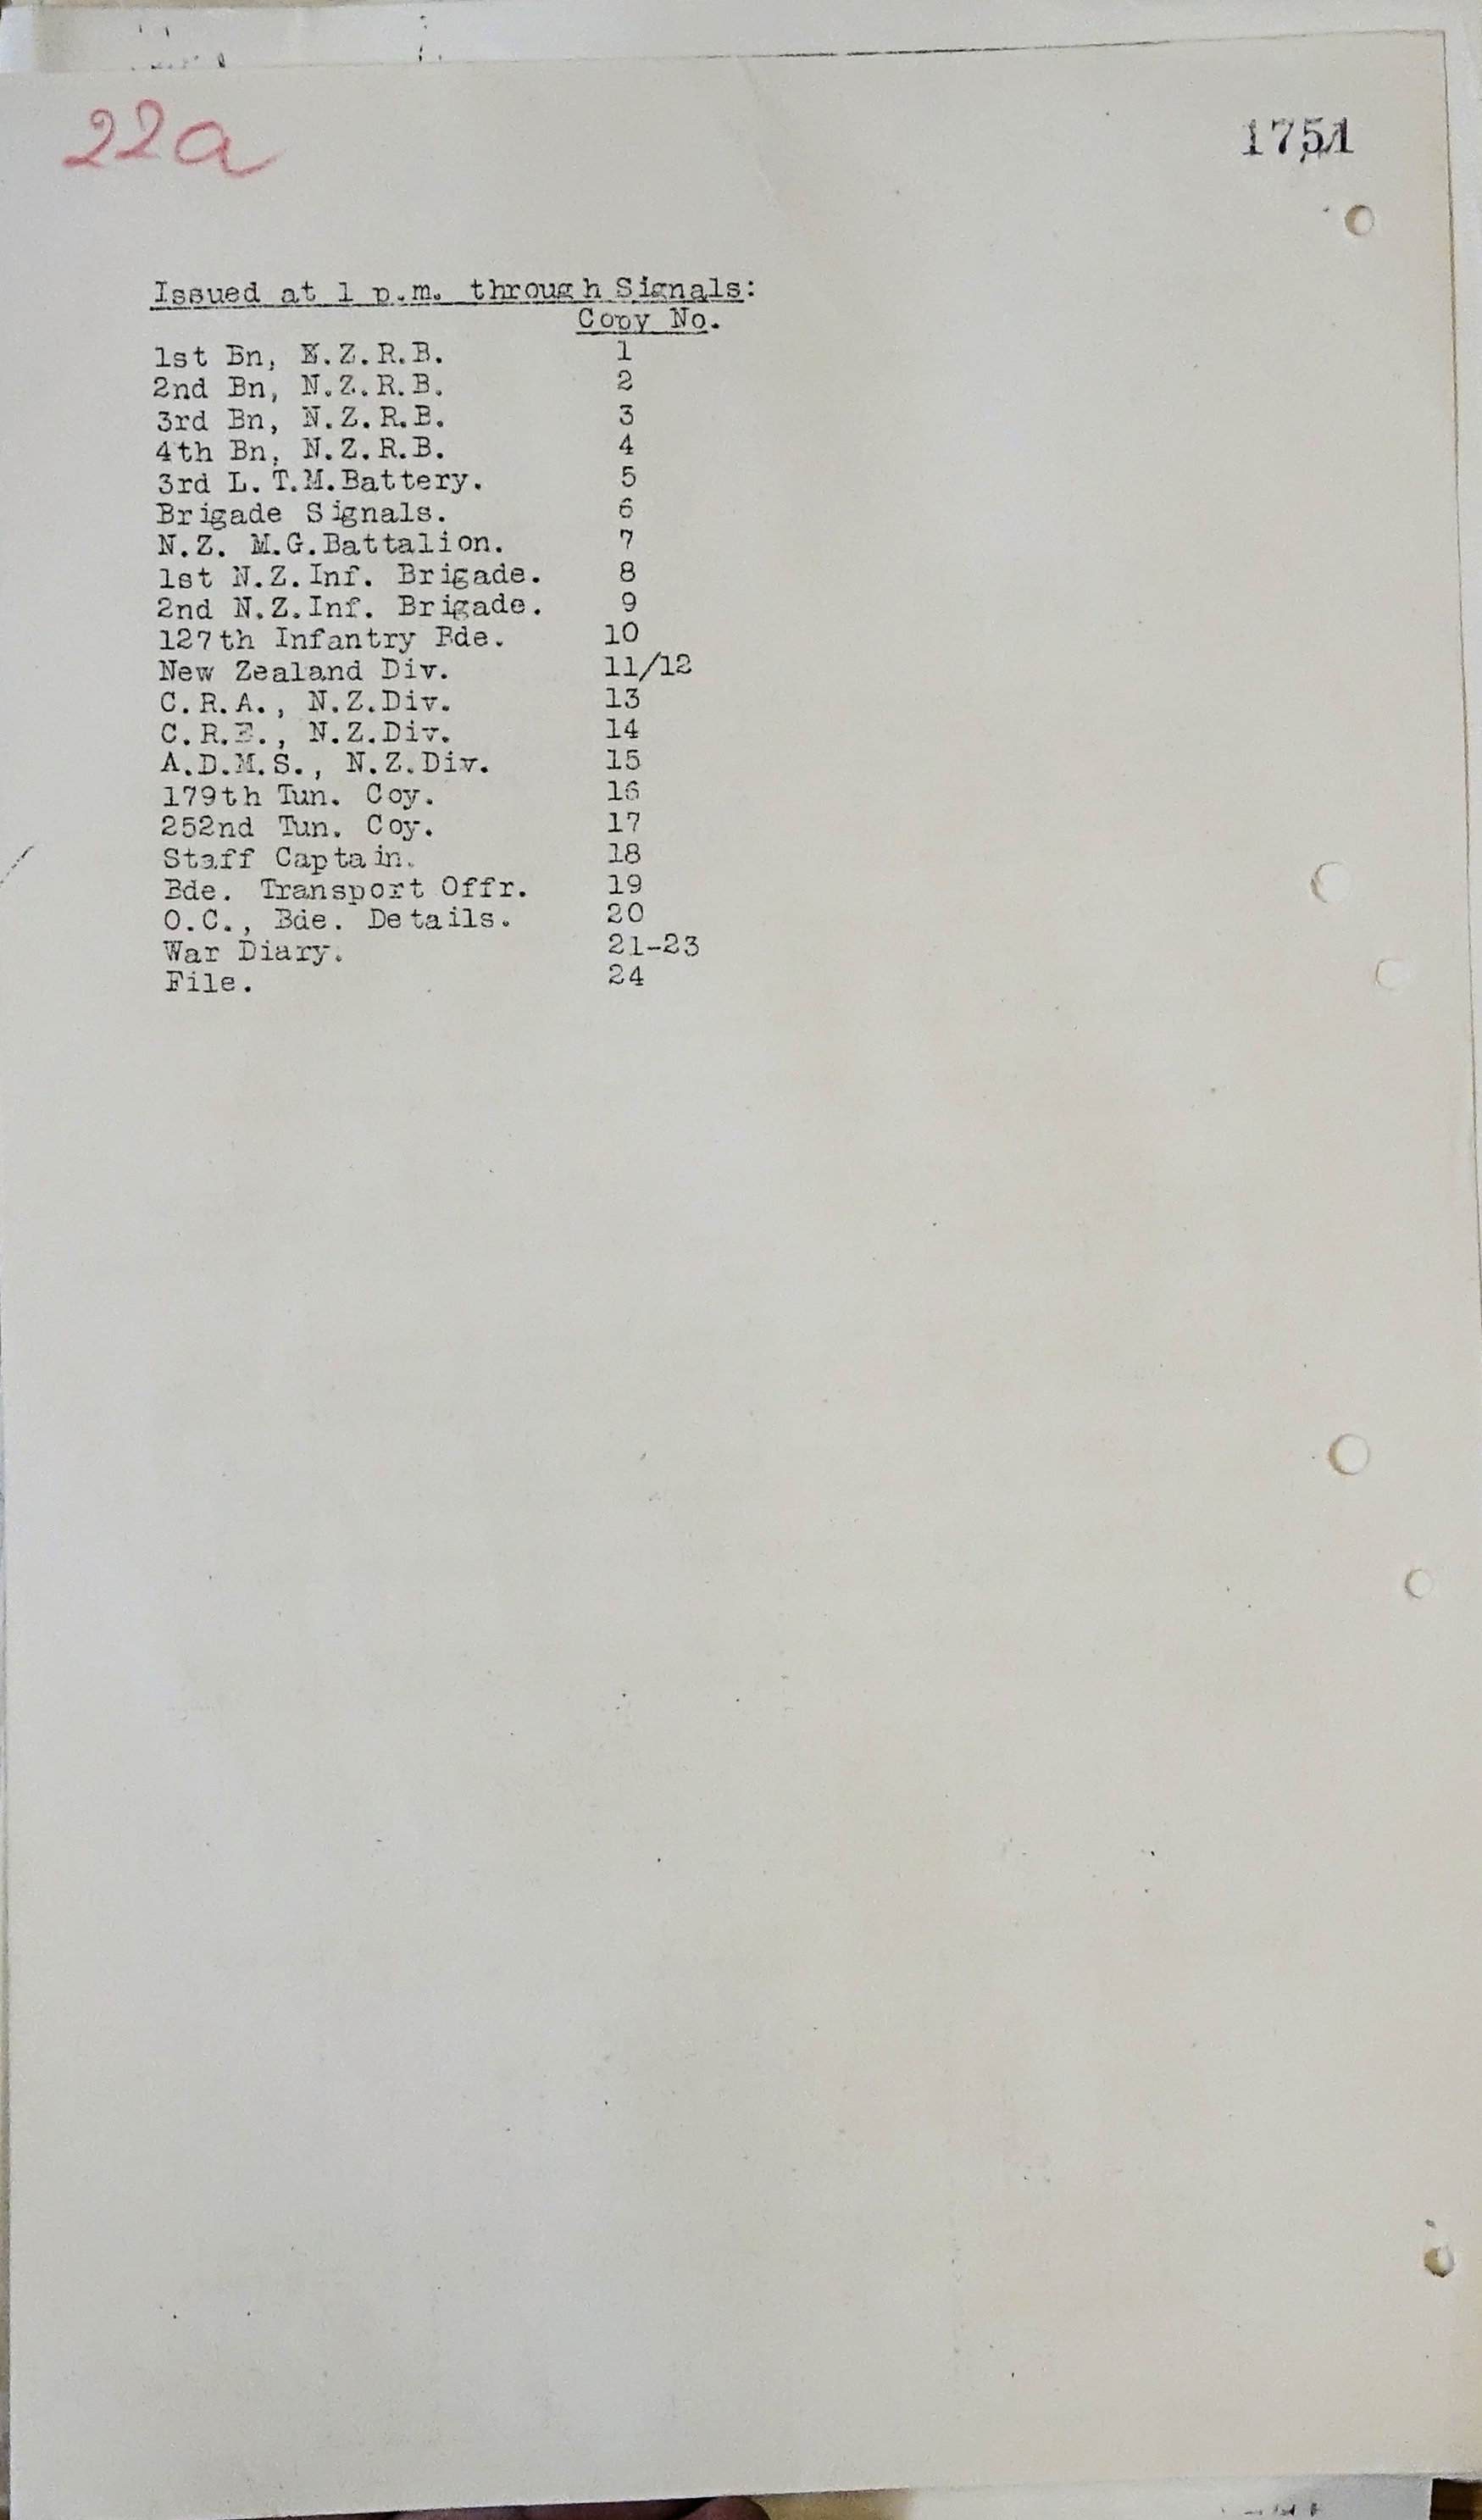 22a
1751
Issued at 1 p.m. through Signals:
Copy No.
1st Bn, N.Z.R.B. 1
2nd Bn, N.Z.R.B. 2
3rd Bn, N.Z.R.B. 3
4th Bn, N.Z.R.B. 4
3rd L.T.M.Battery. 5
Brigade Signals. 6
N.Z. M.G.Battalion. 7
1st N.Z.Inf. Brigade. 8
2nd N.Z.Inf. Brigade. 9
127th Infantry Bde. 10
New Zealand Div. 11/12
C.R.A., N.Z.Div. 13
C.R.E., N.Z.Div. 14
A.D.M.S., N.Z.Div. 15
179th Tun. Coy. 16
252nd Tun. Coy. 17
Staff Captain. 18
Bde. Transport Offr. 19
O.C., Bde. Details. 20
War Diary. 21-23
File. 24